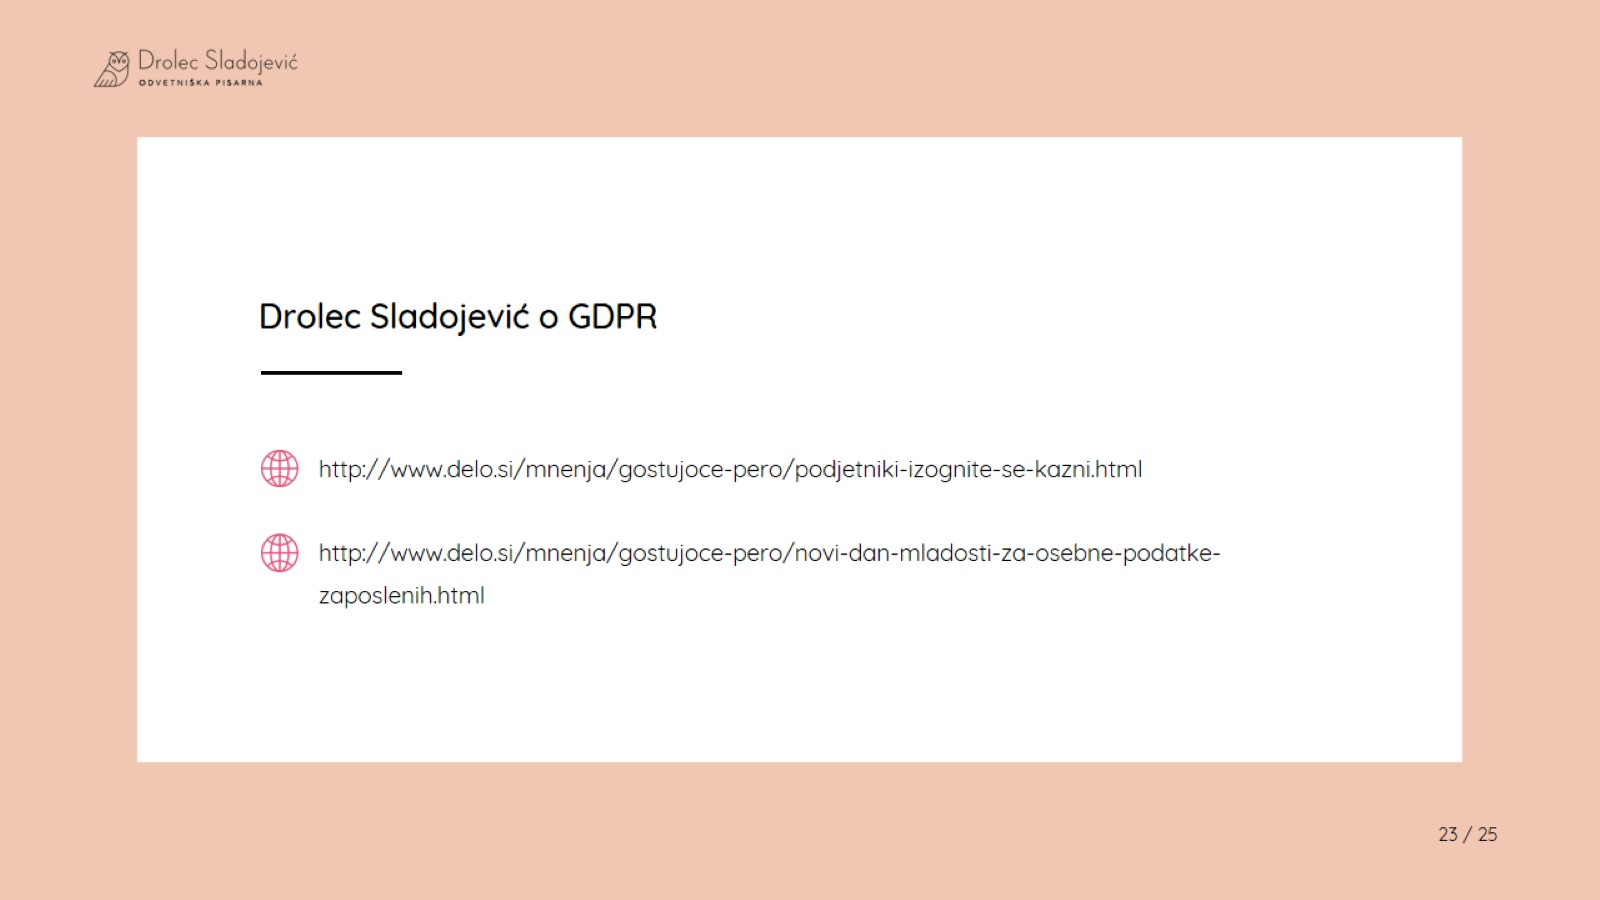 Drolec Sladojević
ODVETNIŠKA PISARNA
Drolec Sladojević o GDPR
http://www.delo.si/mnenja/gostujoce-pero/podjetniki-izognite-se-kazni.html
http://www.delo.si/mnenja/gostujoce-pero/novi-dan-mladosti-za-osebne-podatke-
zaposlenih.html
23 / 25